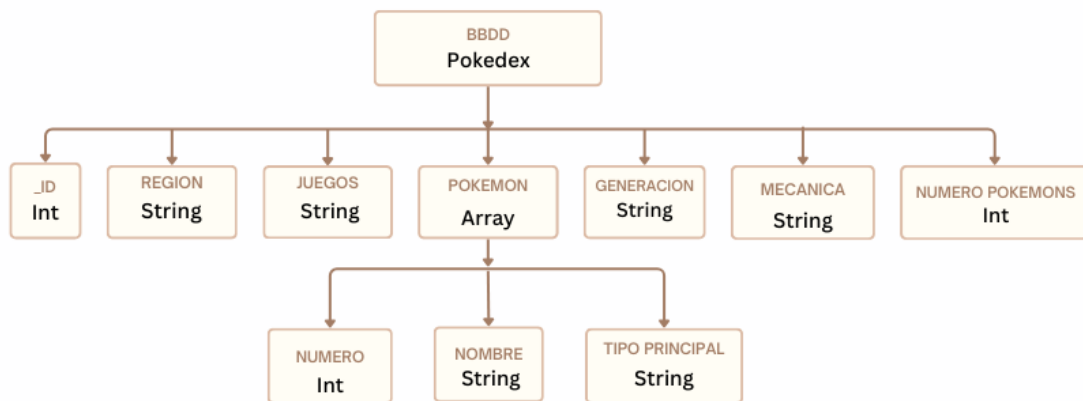 BBDD
Pokedex
_ID
Int
REGION
String
JUEGOS
String
POKEMON
Array
GENERACION
String
MECANICA
String
NUMERO POKEMONS
Int
NUMERO
Int
NOMBRE
String
TIPO PRINCIPAL
String